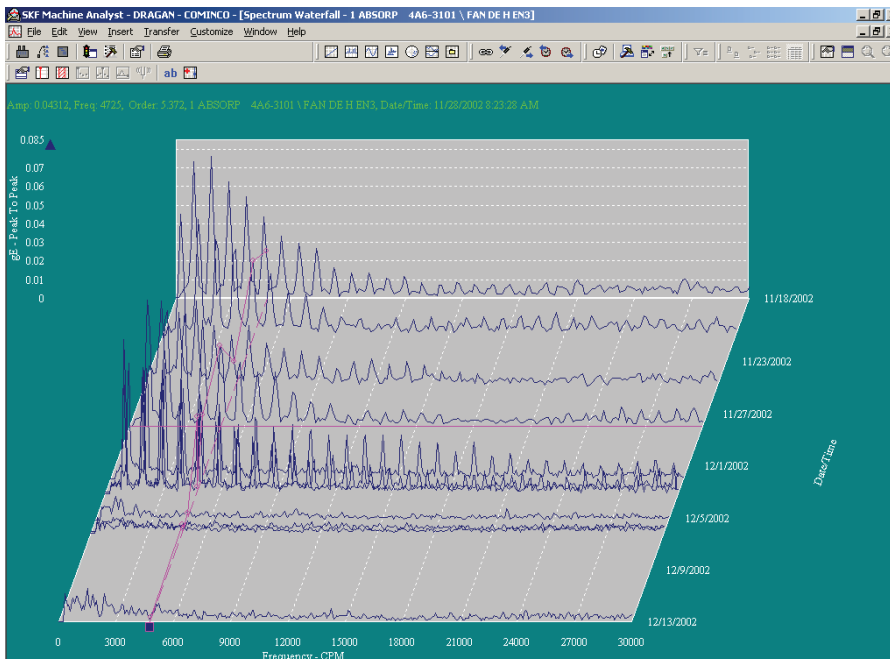 SKF Machine Analyst - DRAGAN - COMINCO - [Spectrum Waterfall - 1 ABSORP 4A6-3101 \ FAN DE H EN3]
File Edit View Insert Transfer Customize Window Help
ab
Amp: 0.04312, Freq: 4725, Order: 5.372, 1 ABSORP 4A6-3101 \ FAN DE H EN3, Date/Time: 11/28/2002 8:23:28 AM
0.085
0.07
0.06
0.05
0.04
0.03
0.02
0.01
0
gE - Peak To Peak
11/18/2002
11/23/2002
11/27/2002
12/1/2002
12/5/2002
12/9/2002
12/13/2002
Date/Time
0 3000 6000 9000 12000 15000 18000 21000 24000 27000 30000
Frequency - CPM